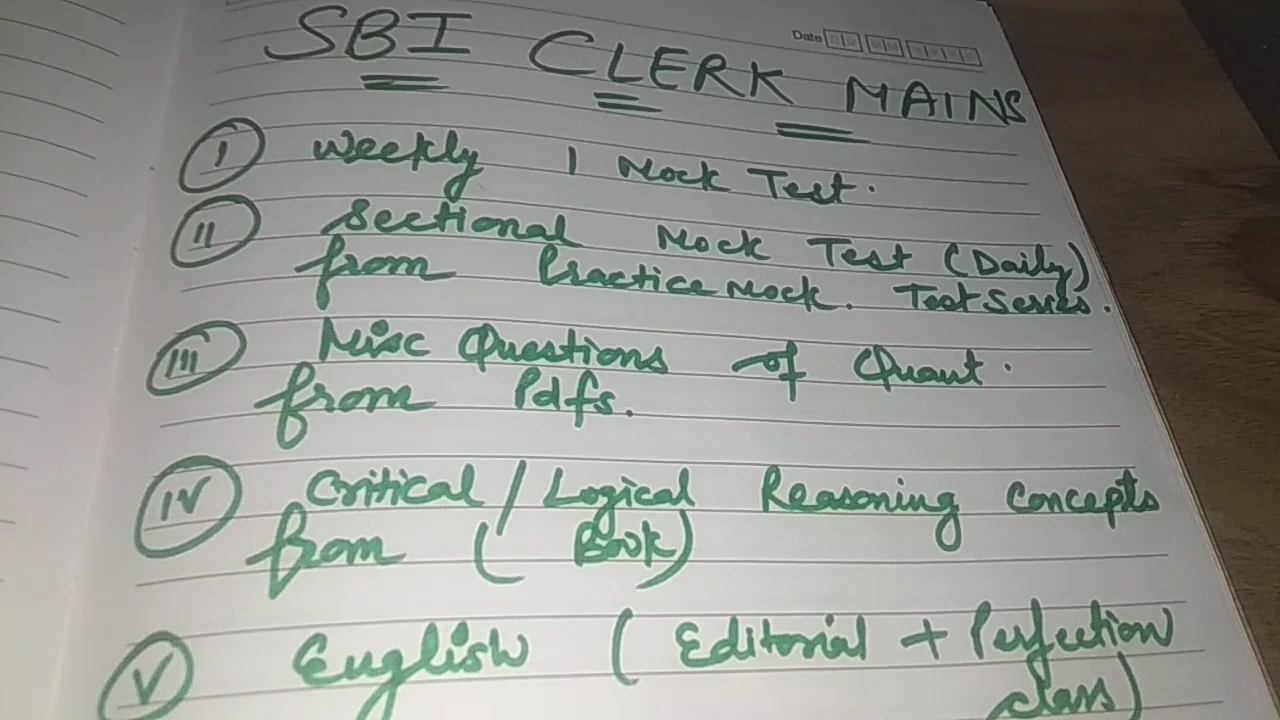 Date
SBI CLERK MAINS
I Weekly 1 Mock Test.
II Sectional Mock Test (Daily)
from Practice Mock. Test Series.
III Misc Questions of Quant.
from Pdfs.
IV Critical / Logical Reasoning Concepts
from ( Book)
V English ( Editorial + Perfection
class)